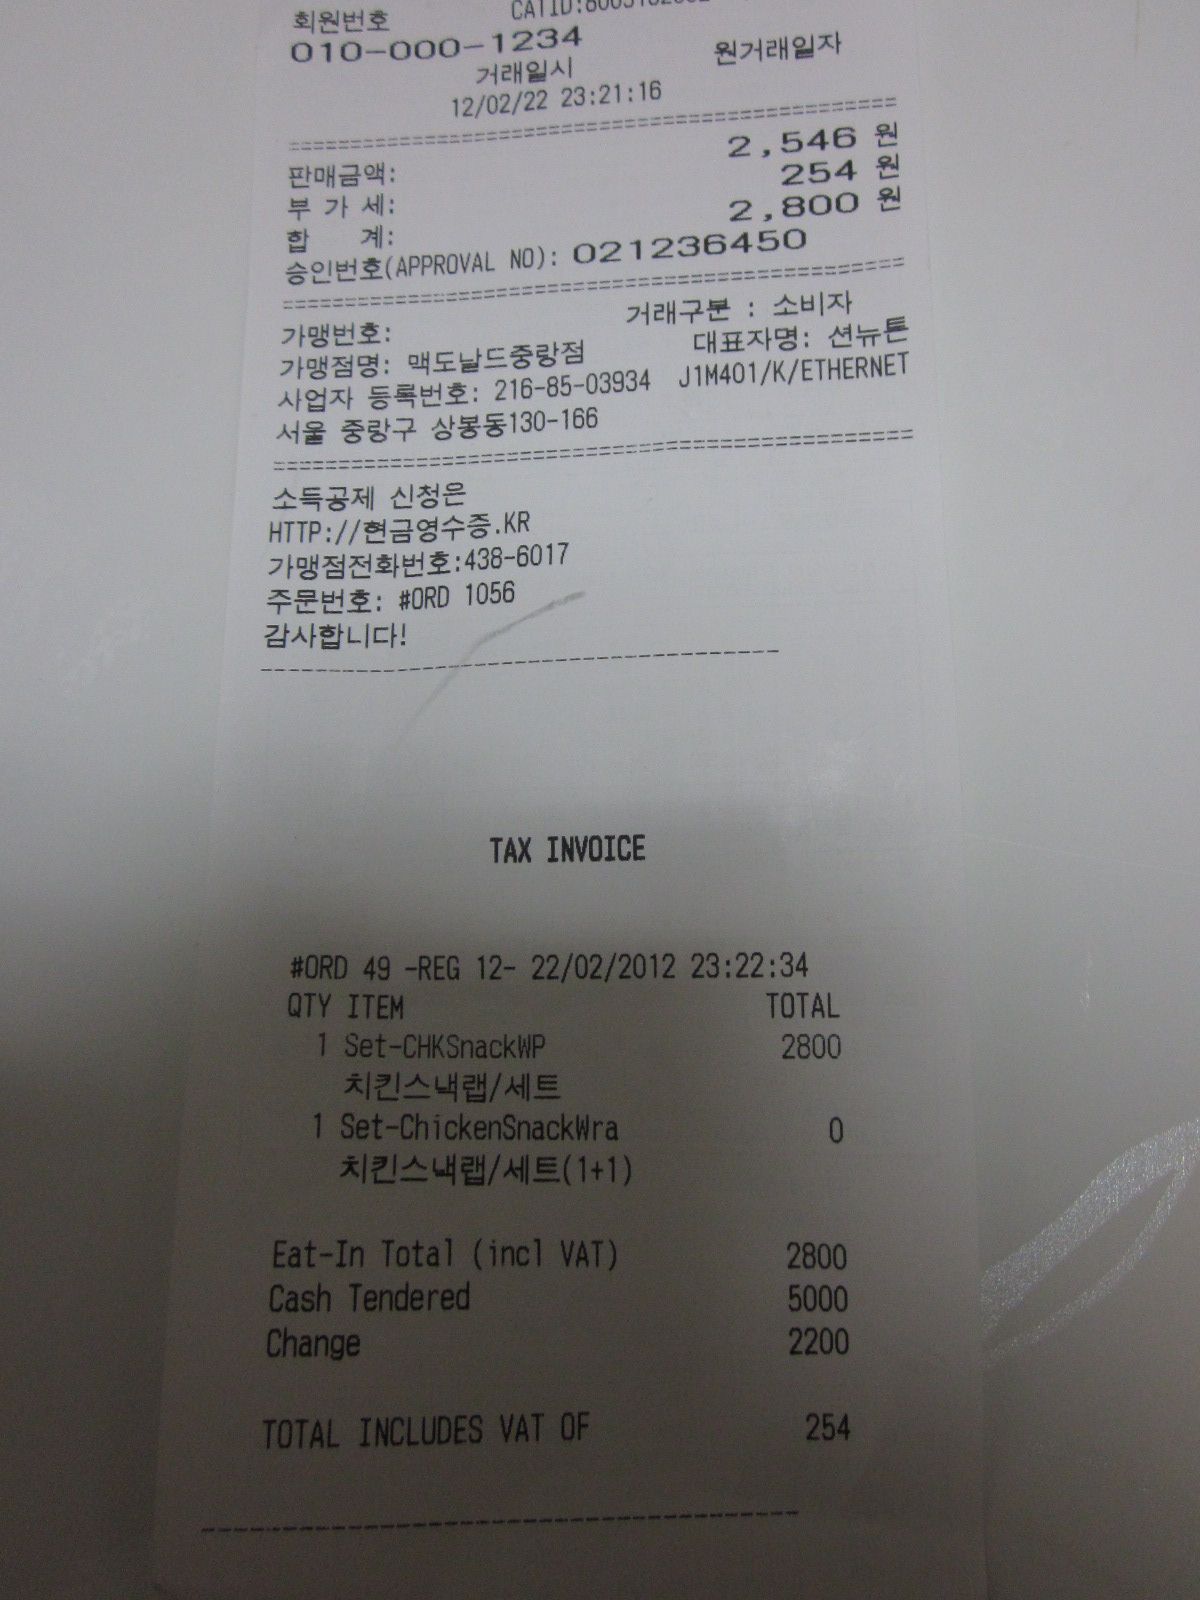 회원번호 CATID:
010-000-1234
거래일시 원거래일자
12/02/22 23:21:16
================================================
판매금액: 2,546 원
부 가 세: 254 원
합 계: 2,800 원
승인번호(APPROVAL NO): 021236450
================================================
가맹번호: 거래구분 : 소비자
가맹점명: 맥도날드중랑점 대표자명: 션뉴튼
사업자 등록번호: 216-85-03934 J1M401/K/ETHERNET
서울 중랑구 상봉동130-166
================================================
소득공제 신청은
HTTP://현금영수증.KR
가맹점전화번호:438-6017
주문번호: #ORD 1056
감사합니다!
----------------------------------------
TAX INVOICE
#ORD 49 -REG 12- 22/02/2012 23:22:34
QTY ITEM TOTAL
1 Set-CHKSnackWP 2800
치킨스낵랩/세트
1 Set-ChickenSnackWra 0
치킨스낵랩/세트(1+1)
Eat-In Total (incl VAT) 2800
Cash Tendered 5000
Change 2200
TOTAL INCLUDES VAT OF 254
----------------------------------------